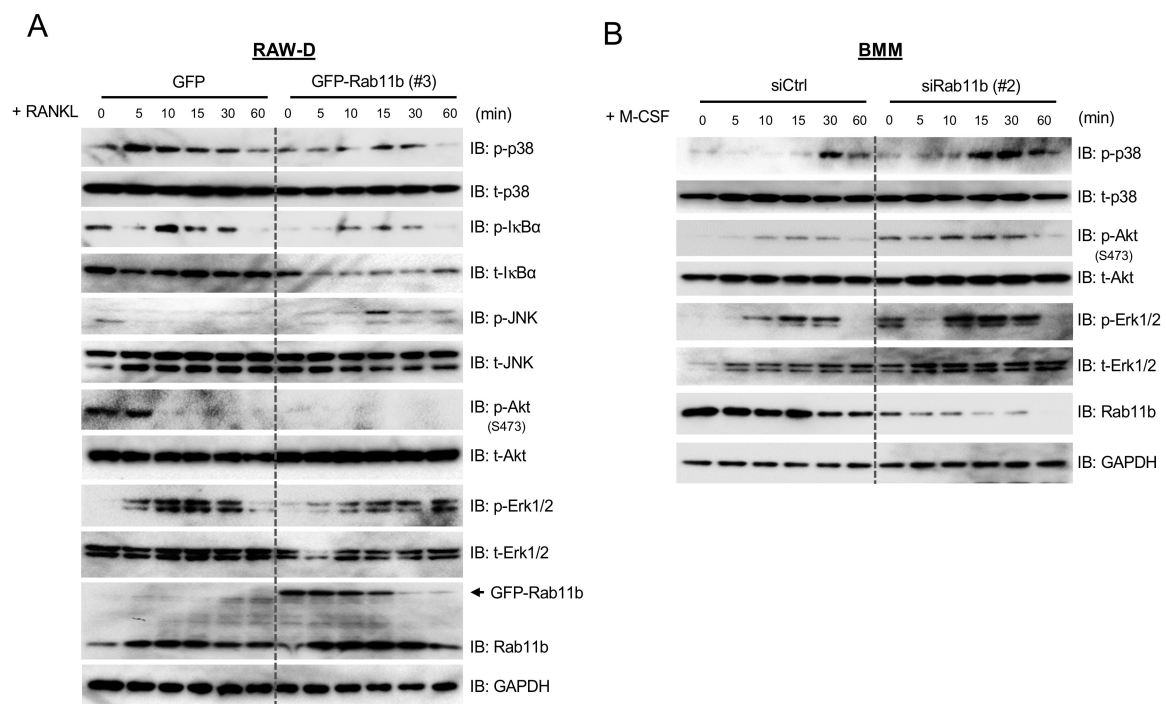 A
RAW-D
GFP
GFP-Rab11b (#3)
+ RANKL
0 5 10 15 30 60 0 5 10 15 30 60
(min)
IB: p-p38
IB: t-p38
IB: p-IκBα
IB: t-IκBα
IB: p-JNK
IB: t-JNK
IB: p-Akt
(S473)
IB: t-Akt
IB: p-Erk1/2
IB: t-Erk1/2
GFP-Rab11b
IB: Rab11b
IB: GAPDH
B
BMM
siCtrl
siRab11b (#2)
+ M-CSF
0 5 10 15 30 60 0 5 10 15 30 60
(min)
IB: p-p38
IB: t-p38
IB: p-Akt
(S473)
IB: t-Akt
IB: p-Erk1/2
IB: t-Erk1/2
IB: Rab11b
IB: GAPDH